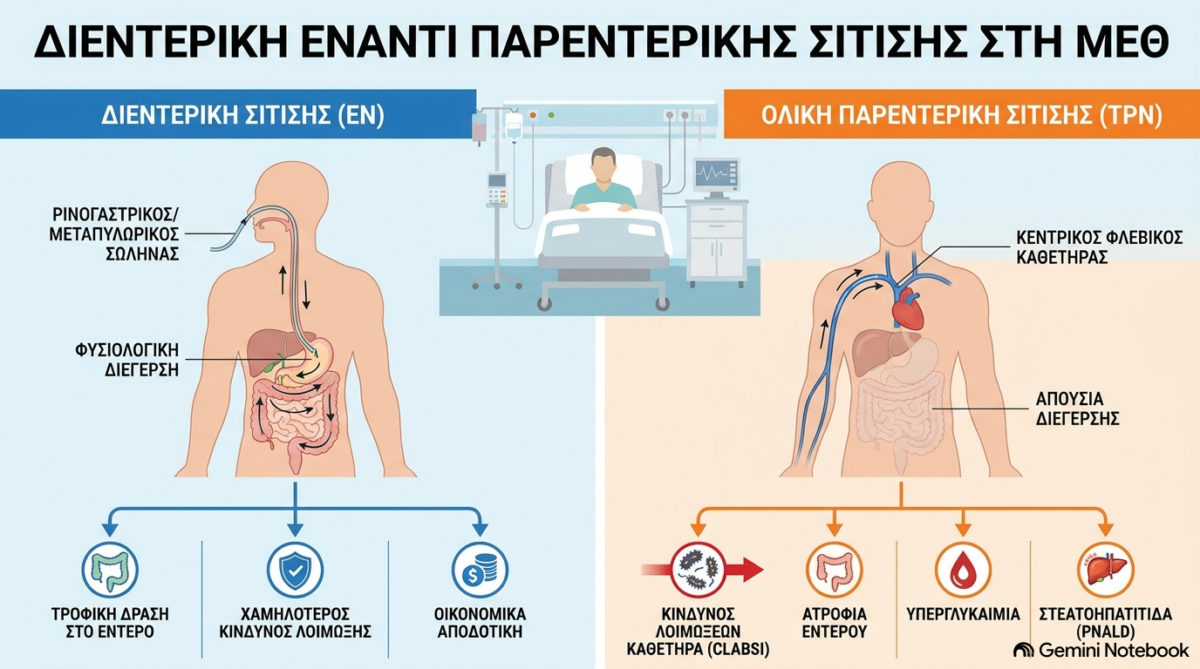 ΔΙΕΝΤΕΡΙΚΗ ΕΝΑΝΤΙ ΠΑΡΕΝΤΕΡΙΚΗΣ ΣΙΤΙΣΗΣ ΣΤΗ ΜΕΘ
ΔΙΕΝΤΕΡΙΚΗ ΣΙΤΙΣΗΣ (EN)
ΡΙΝΟΓΑΣΤΡΙΚΟΣ/
ΜΕΤΑΠΥΛΩΡΙΚΟΣ
ΣΩΛΗΝΑΣ
ΦΥΣΙΟΛΟΓΙΚΗ
ΔΙΕΓΕΡΣΗ
ΤΡΟΦΙΚΗ ΔΡΑΣΗ
ΣΤΟ ΕΝΤΕΡΟ
ΧΑΜΗΛΟΤΕΡΟΣ
ΚΙΝΔΥΝΟΣ ΛΟΙΜΩΞΗΣ
$
ΟΙΚΟΝΟΜΙΚΑ
ΑΠΟΔΟΤΙΚΗ
ΟΛΙΚΗ ΠΑΡΕΝΤΕΡΙΚΗ ΣΙΤΙΣΗΣ (TPN)
ΚΕΝΤΡΙΚΟΣ ΦΛΕΒΙΚΟΣ
ΚΑΘΕΤΗΡΑΣ
ΑΠΟΥΣΙΑ
ΔΙΕΓΕΡΣΗΣ
ΚΙΝΔΥΝΟΣ
ΛΟΙΜΩΞΕΩΝ
ΚΑΘΕΤΗΡΑ (CLABSI)
ΑΤΡΟΦΙΑ
ΕΝΤΕΡΟΥ
ΥΠΕΡΓΛΥΚΑΙΜΙΑ
ΣΤΕΑΤΟΗΠΑΤΙΤΙΔΑ
(PNALD)
Gemini Notebook